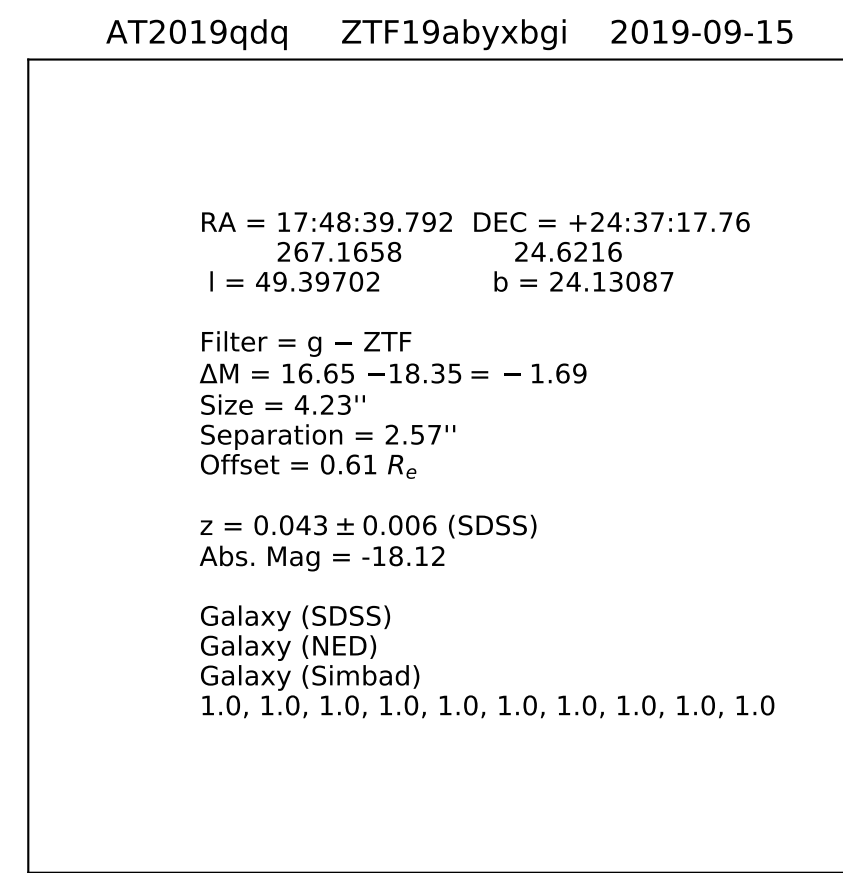 AT2019qdq ZTF19abyxbgi 2019-09-15
RA = 17:48:39.792 DEC = +24:37:17.76
267.1658 24.6216
l = 49.39702 b = 24.13087
Filter = g − ZTF
ΔM = 16.65 −18.35 = − 1.69
Size = 4.23''
Separation = 2.57''
Offset = 0.61 Rₑ
z = 0.043 ± 0.006 (SDSS)
Abs. Mag = -18.12
Galaxy (SDSS)
Galaxy (NED)
Galaxy (Simbad)
1.0, 1.0, 1.0, 1.0, 1.0, 1.0, 1.0, 1.0, 1.0, 1.0